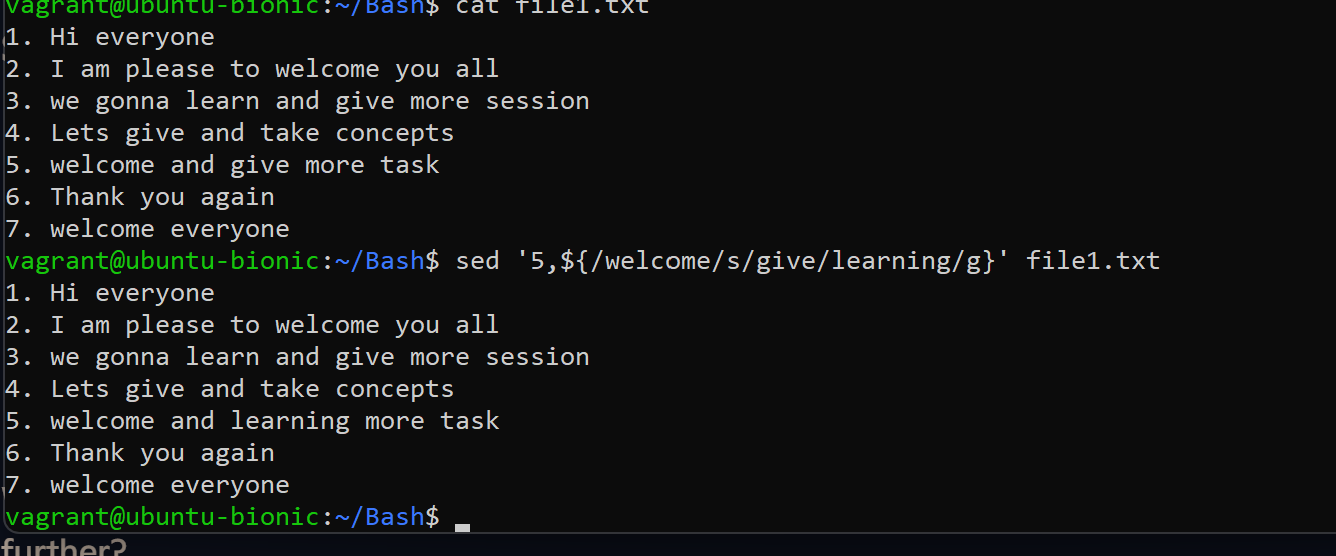 vagrant@ubuntu-bionic:~/Bash$ cat file1.txt
1. Hi everyone
2. I am please to welcome you all
3. we gonna learn and give more session
4. Lets give and take concepts
5. welcome and give more task
6. Thank you again
7. welcome everyone
vagrant@ubuntu-bionic:~/Bash$ sed '5,${/welcome/s/give/learning/g}' file1.txt
1. Hi everyone
2. I am please to welcome you all
3. we gonna learn and give more session
4. Lets give and take concepts
5. welcome and learning more task
6. Thank you again
7. welcome everyone
vagrant@ubuntu-bionic:~/Bash$
further?